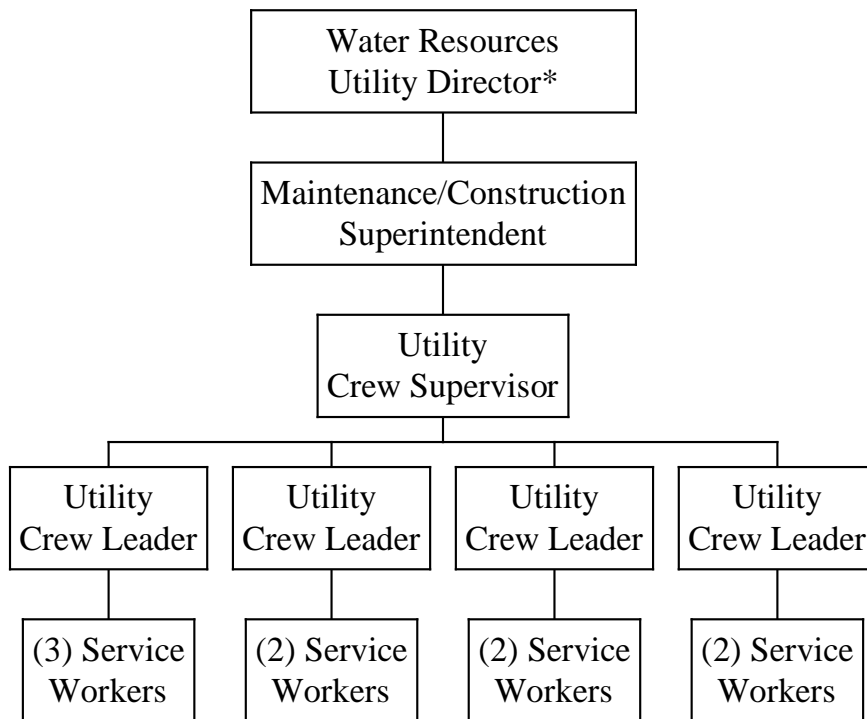 Water Resources
Utility Director*
Maintenance/Construction
Superintendent
Utility
Crew Supervisor
Utility
Crew Leader
Utility
Crew Leader
Utility
Crew Leader
Utility
Crew Leader
(3) Service
Workers
(2) Service
Workers
(2) Service
Workers
(2) Service
Workers